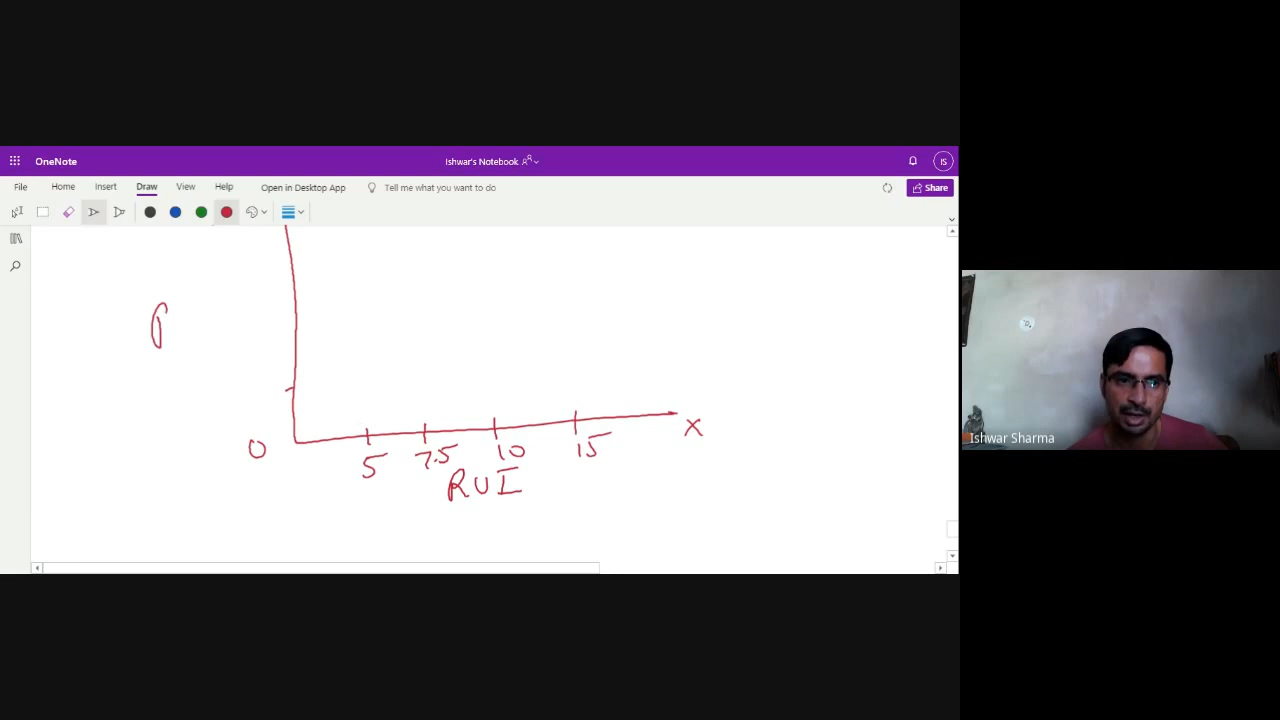 OneNote
Ishwar's Notebook
IS
File Home Insert Draw View Help Open in Desktop App Tell me what you want to do
Share
0
5 7.5 10 15 X
ROI
Ishwar Sharma